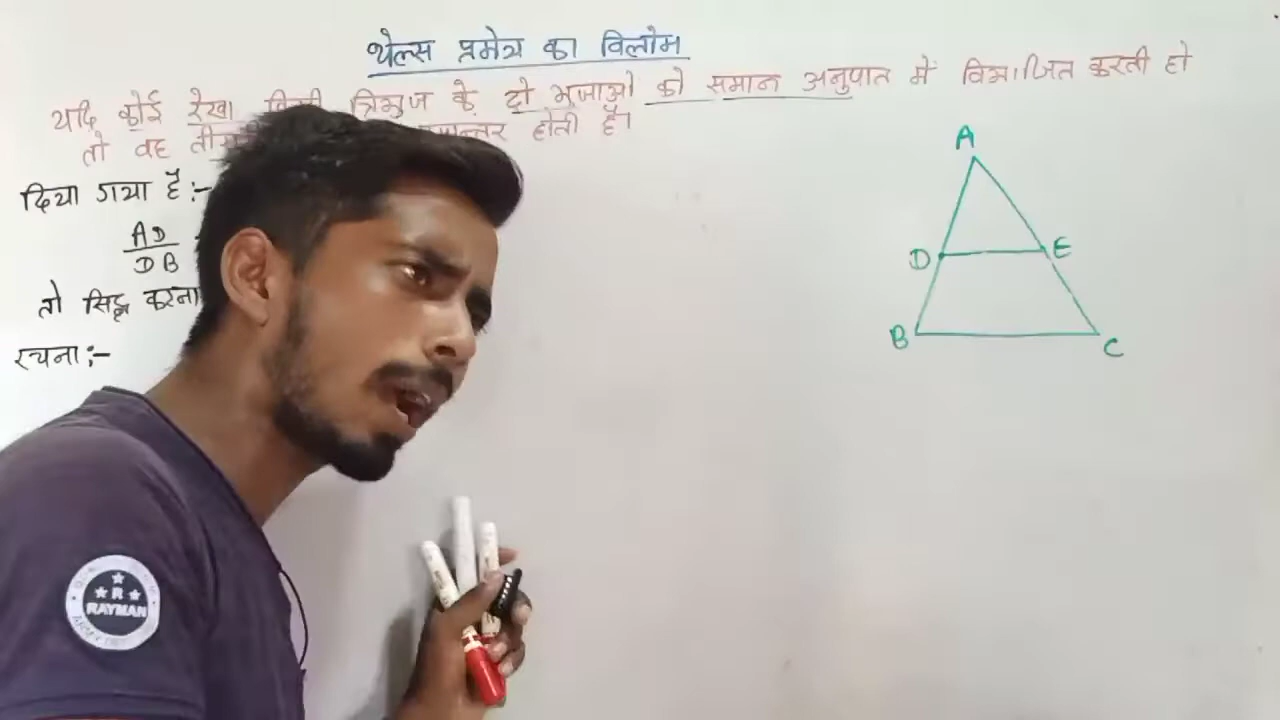 थेल्स प्रमेय का विलोम
यदि कोई रेखा त्रिभुज के दो भुजाओं को समान अनुपात में विभाजित करती हो
तो वह होती है।
दिया गया है :-
AD
DB
तो सिद्ध करना
रचना :-
A
D
E
B
C
R
RAYMAN